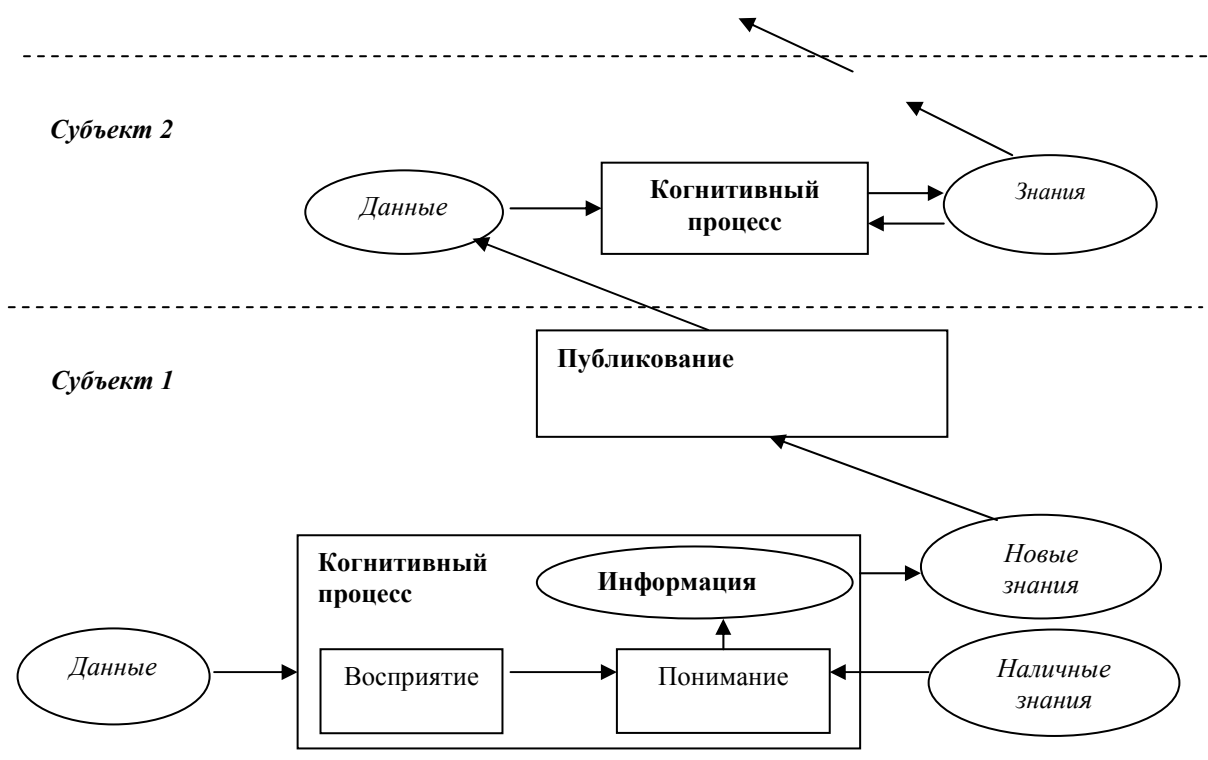 Субъект 2
Данные
Когнитивный
процесс
Знания
Субъект 1
Публикование
Когнитивный
процесс
Информация
Новые
знания
Данные
Восприятие
Понимание
Наличные
знания